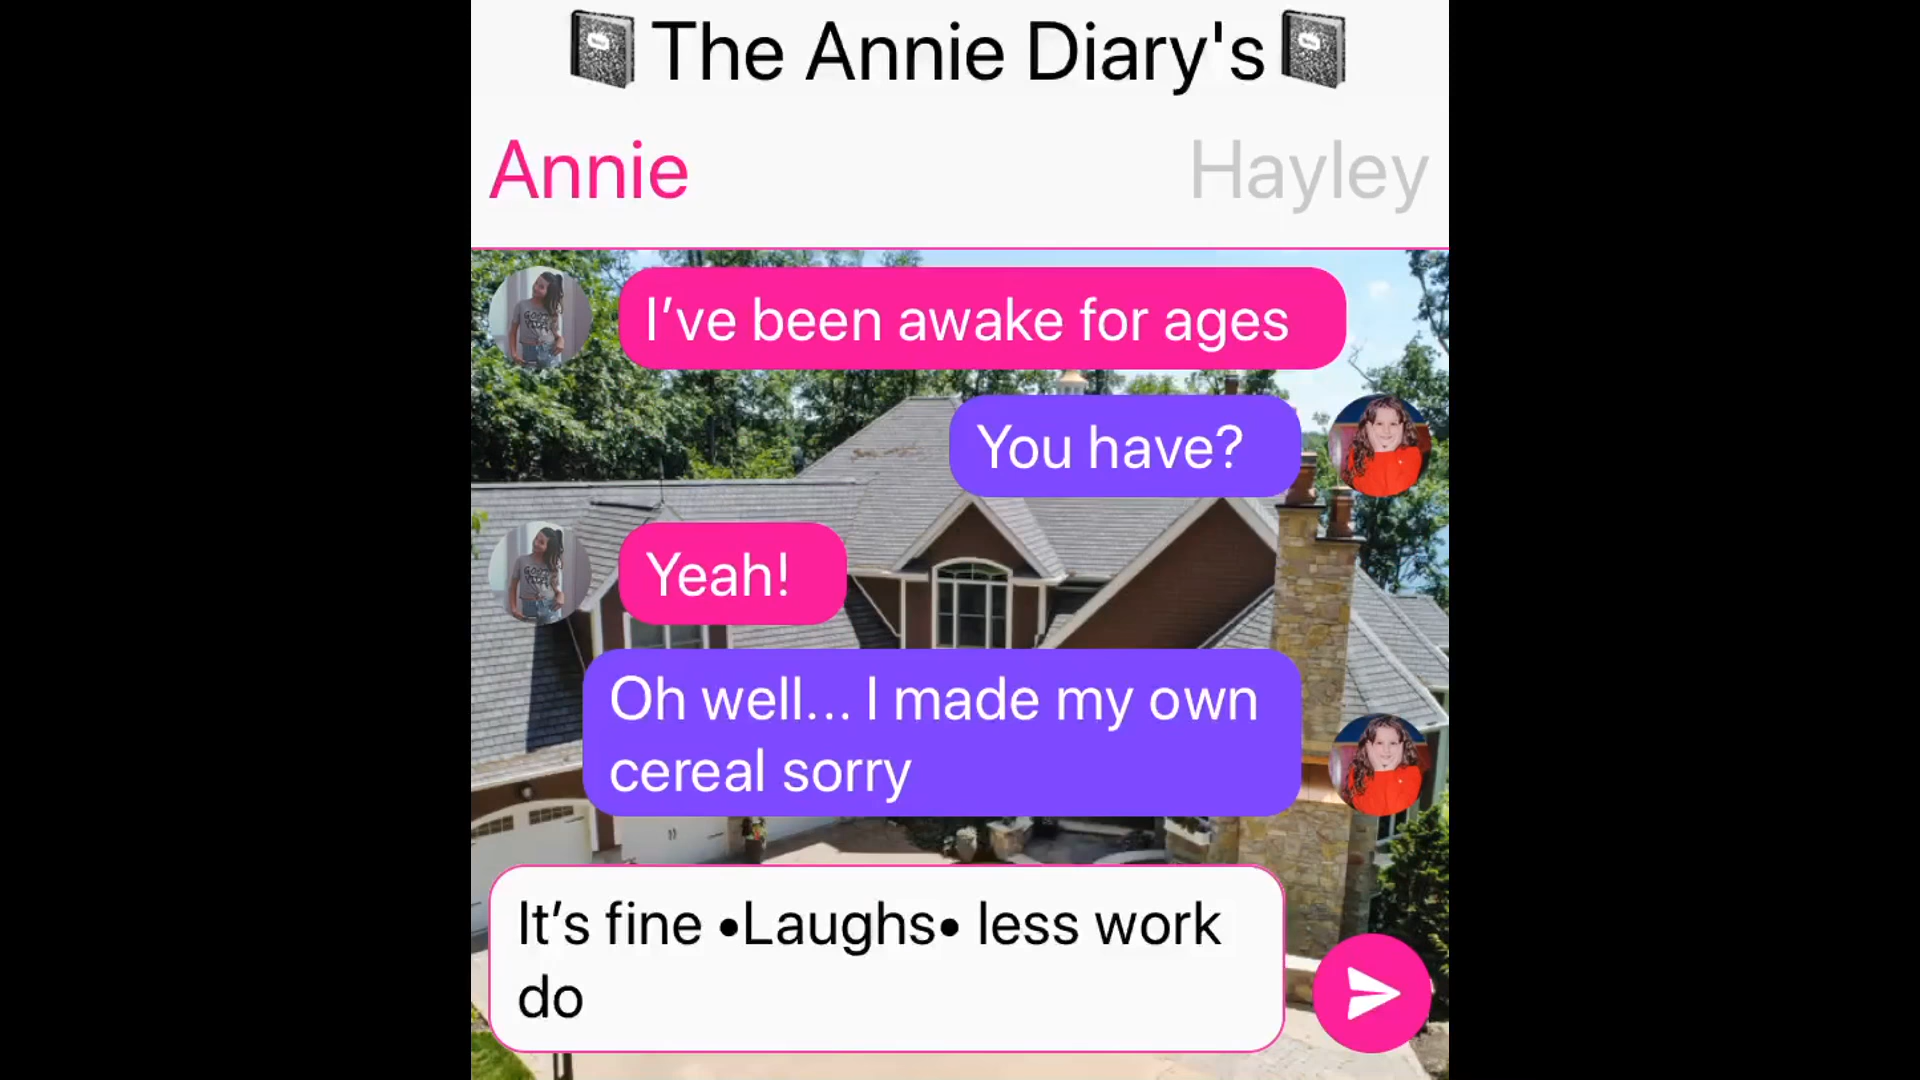 The Annie Diary's
Annie
Hayley
I’ve been awake for ages
You have?
Yeah!
Oh well... I made my own
cereal sorry
It’s fine •Laughs• less work
do